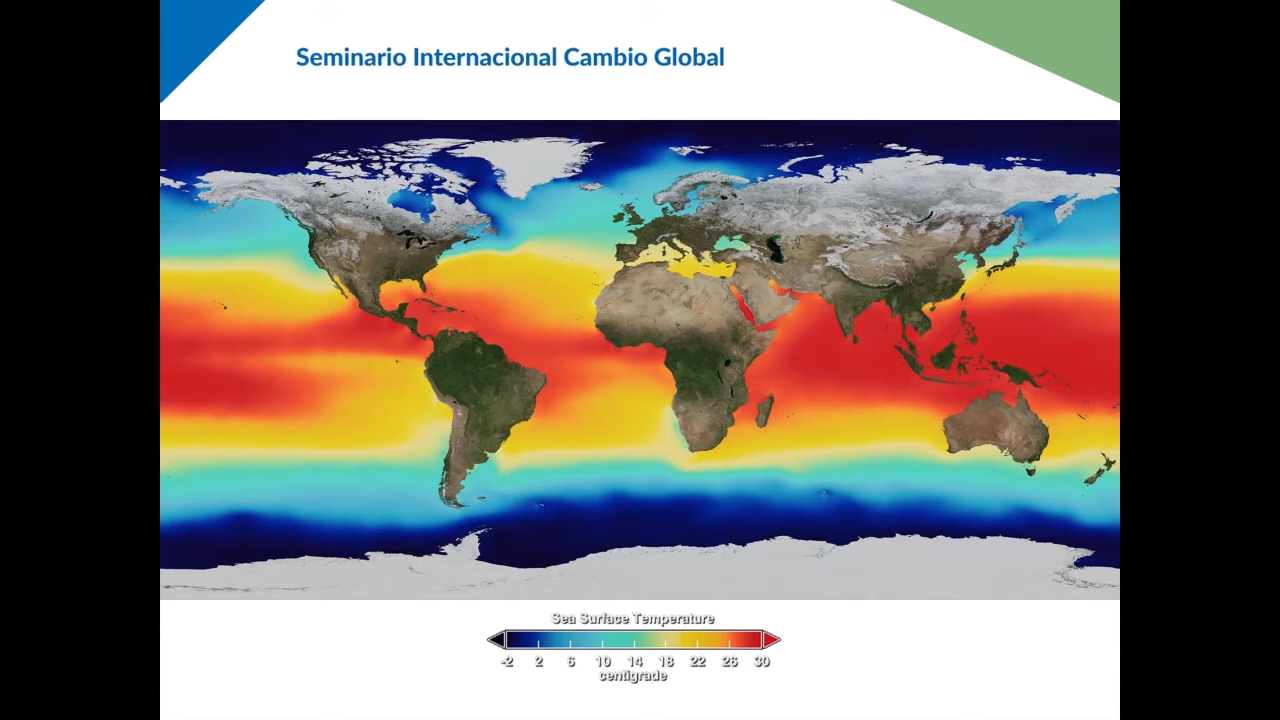 Seminario Internacional Cambio Global
Sea Surface Temperature
-2 2 6 10 14 18 22 26 30
centigrade